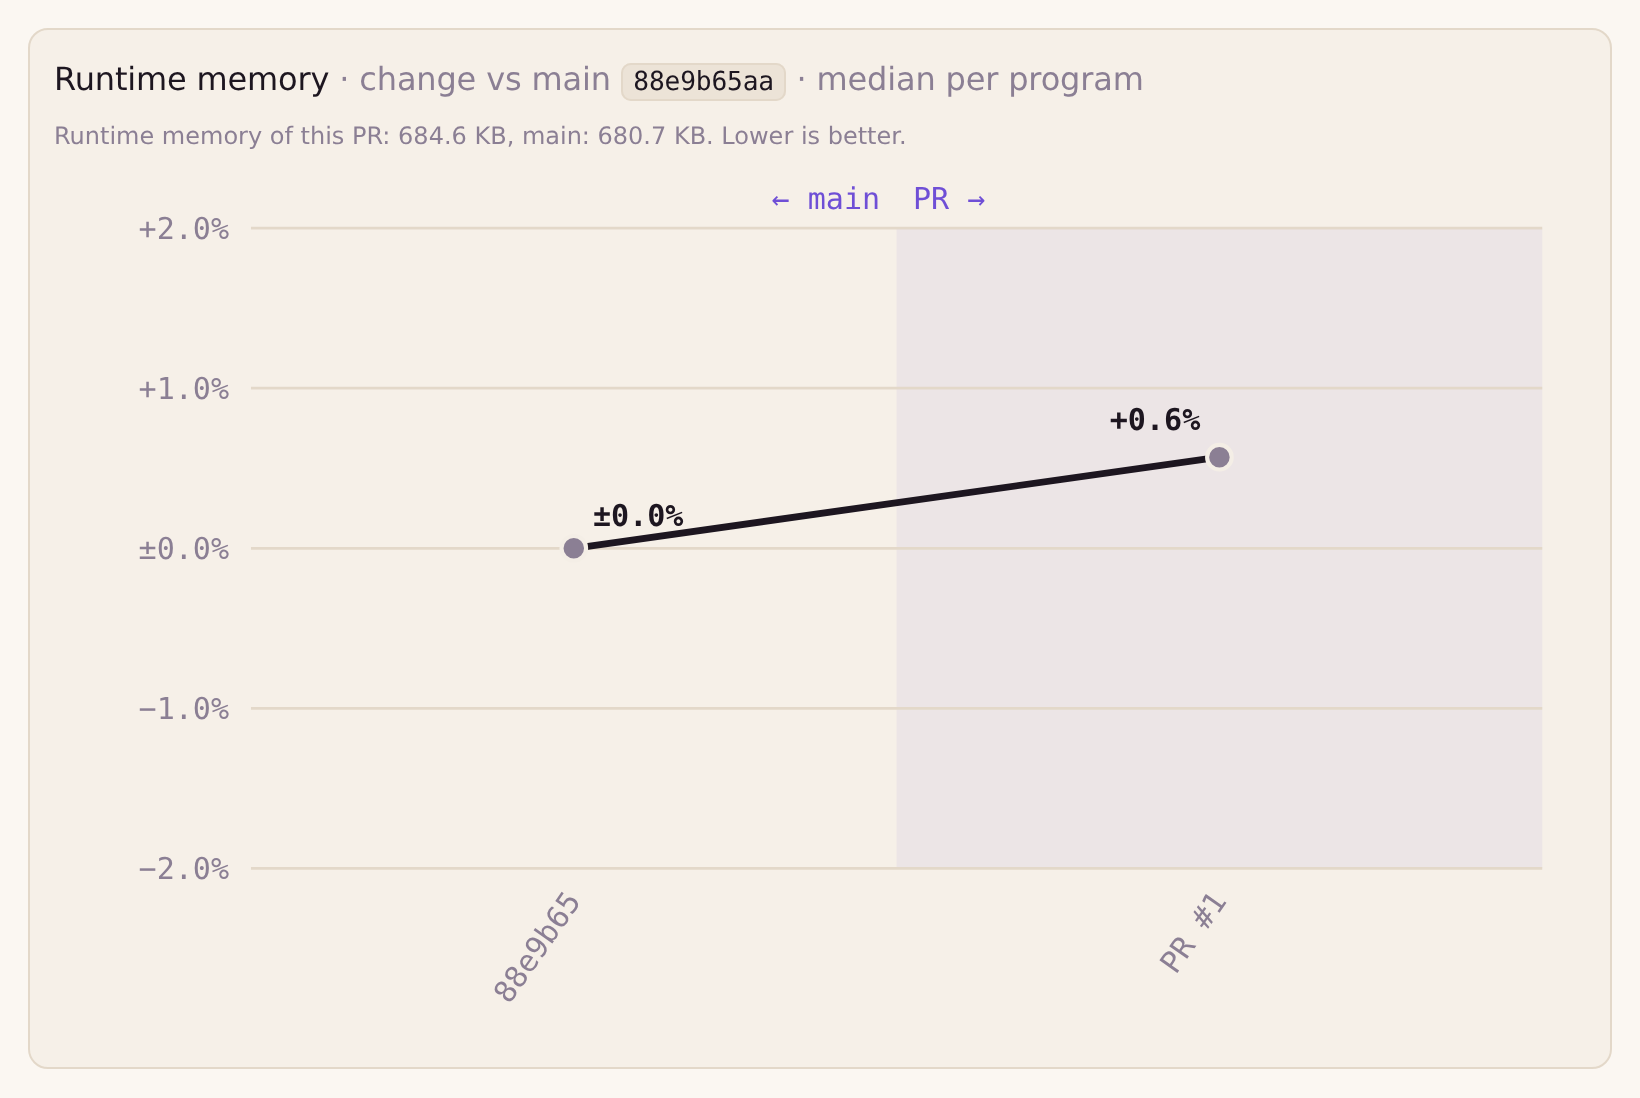 Runtime memory · change vs main 88e9b65aa · median per program
Runtime memory of this PR: 684.6 KB, main: 680.7 KB. Lower is better.
← main PR →
+2.0%
+1.0%
+0.6%
±0.0%
±0.0%
−1.0%
−2.0%
88e9b65
PR #1